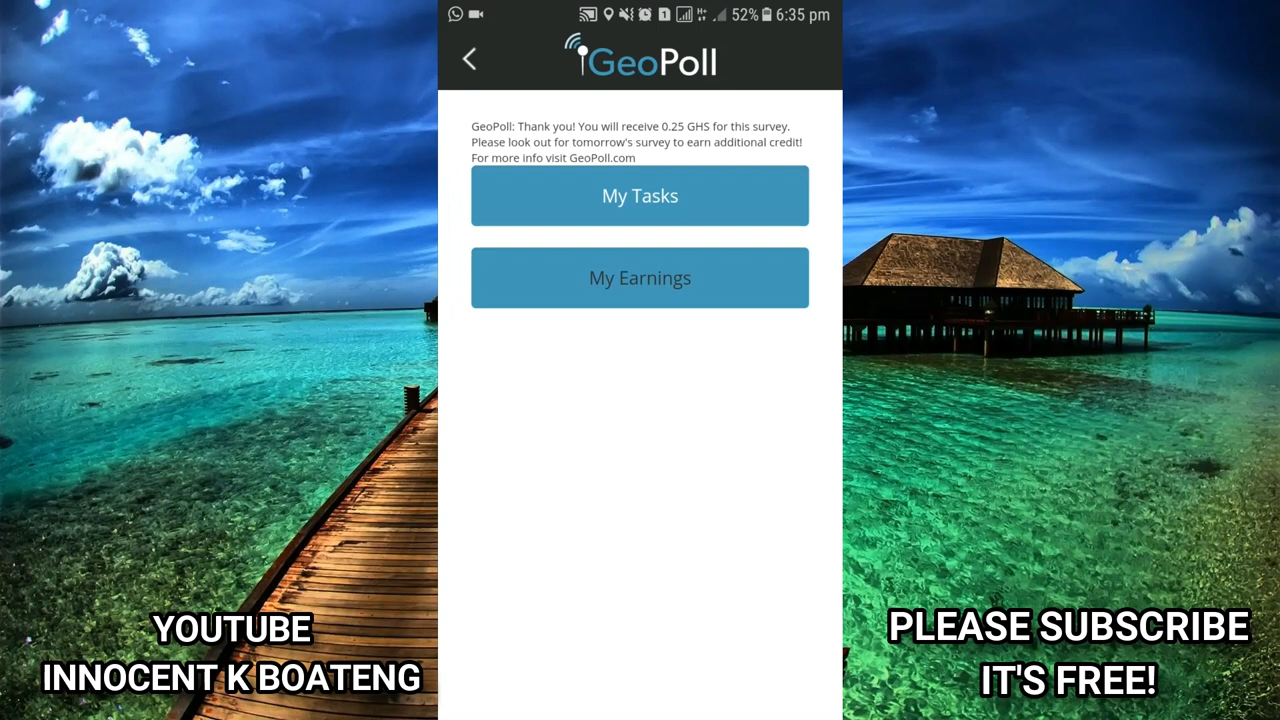 52% 6:35 pm
GeoPoll
GeoPoll: Thank you! You will receive 0.25 GHS for this survey.
Please look out for tomorrow's survey to earn additional credit!
For more info visit GeoPoll.com
My Tasks
My Earnings
YOUTUBE
INNOCENT K BOATENG
PLEASE SUBSCRIBE
IT'S FREE!